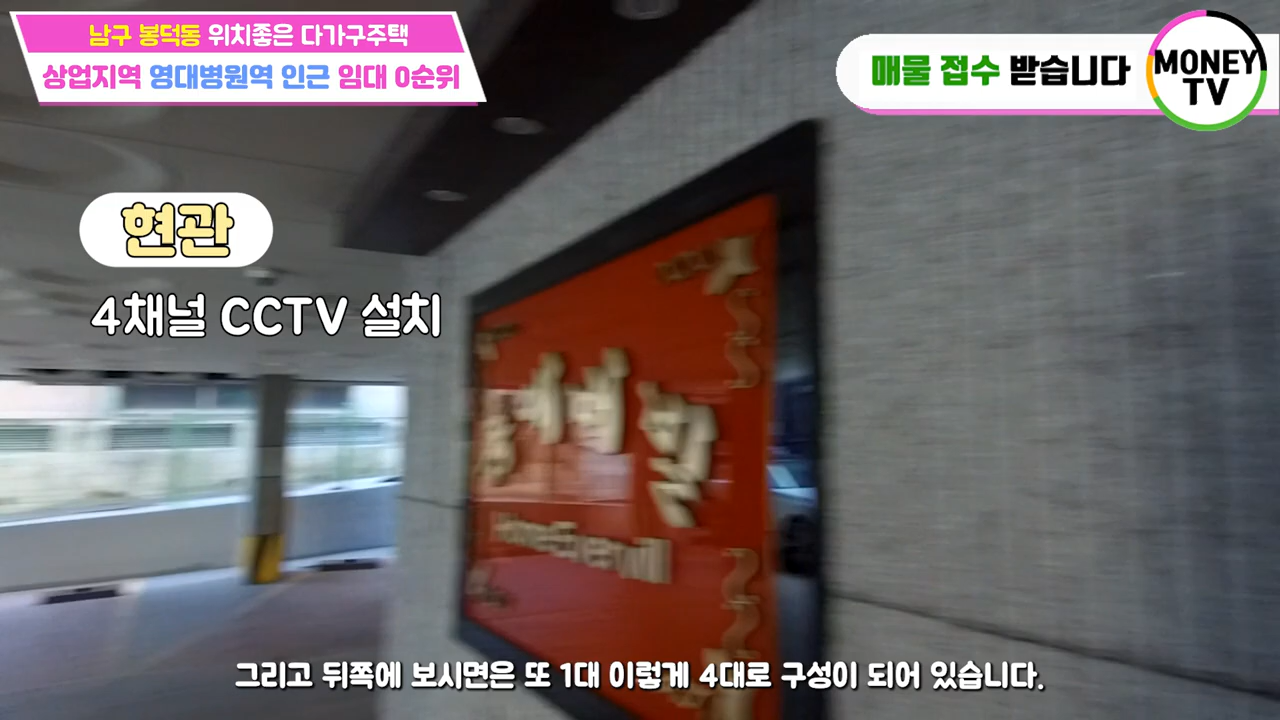 남구 봉덕동 위치좋은 다가구주택
상업지역 영대병원역 인근 임대 0순위
매물 접수 받습니다
MONEY
TV
현관
4채널 CCTV 설치
그리고 뒤쪽에 보시면은 또 1대 이렇게 4대로 구성이 되어 있습니다.